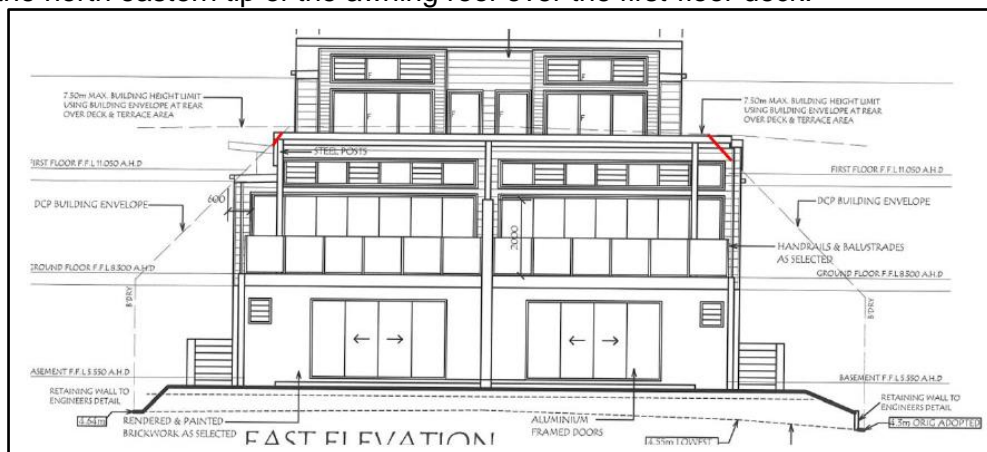 the north eastern tip of the awning roof over the first floor deck.
7.50m MAX. BUILDING HEIGHT LIMIT
USING BUILDING ENVELOPE AT REAR
OVER DECK & TERRACE AREA
7.50m MAX. BUILDING HEIGHT LIMIT
USING BUILDING ENVELOPE AT REAR
OVER DECK & TERRACE AREA
F
F
F
F
F
F
STEEL POSTS
FIRST FLOOR F.F.L 11.050 A.H.D
FIRST FLOOR F.F.L 11.050 A.H.D
600
DCP BUILDING ENVELOPE
DCP BUILDING ENVELOPE
2000
HANDRAILS & BALUSTRADES
AS SELECTED
GROUND FLOOR F.F.L 8.300 A.H.D
GROUND FLOOR F.F.L 8.300 A.H.D
B'DRY
B'DRY
BASEMENT F.F.L 5.550 A.H.D
BASEMENT F.F.L 5.550 A.H.D
RETAINING WALL TO
ENGINEERS DETAIL
RETAINING WALL TO
ENGINEERS DETAIL
4.64m
RENDERED & PAINTED
BRICKWORK AS SELECTED
ALUMINIUM
FRAMED DOORS
4.3m ORIG ADOPTED
EAST ELEVATION
4.55m LOWEST